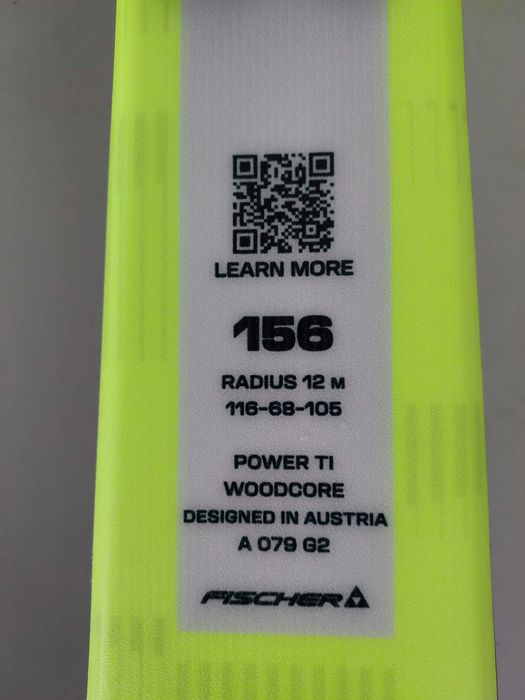 LEARN MORE
156
RADIUS 12 M
116-68-105
POWER TI
WOODCORE
DESIGNED IN AUSTRIA
A 079 G2
FISCHER